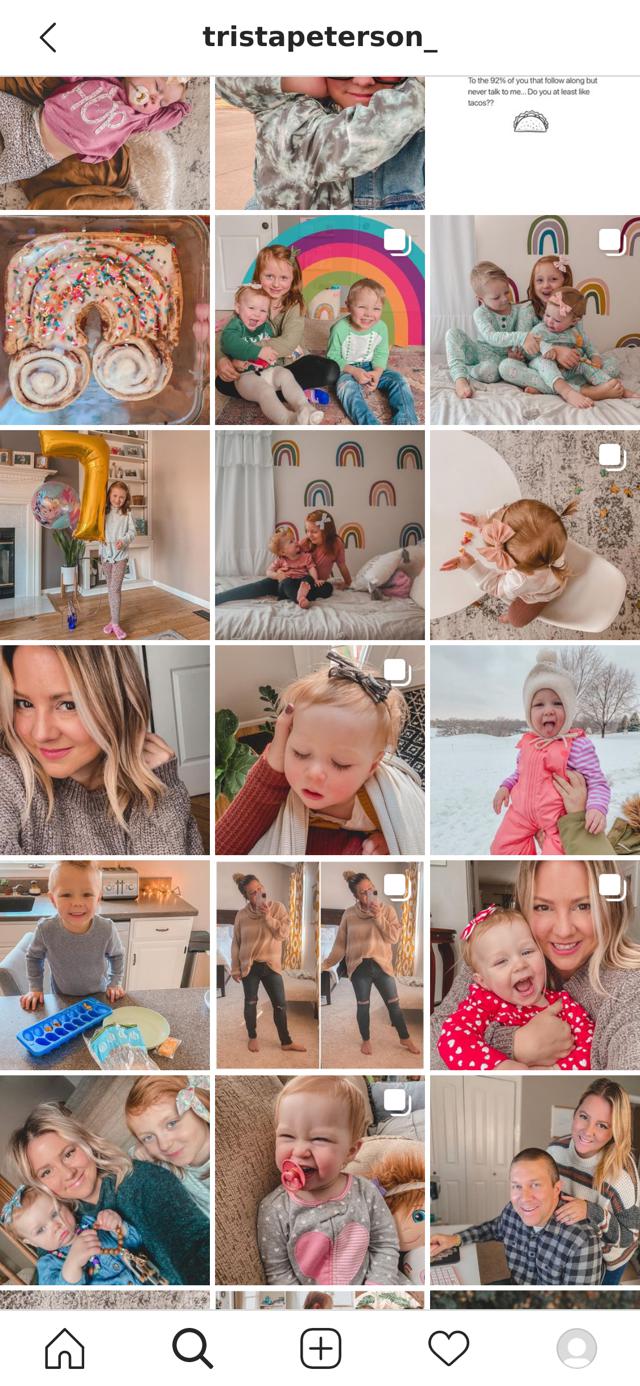 tristapeterson_
To the 92% of you that follow along but
never talk to me... Do you at least like
tacos??
7